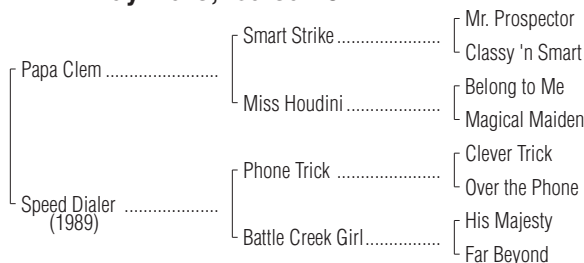 Mr. Prospector
Smart Strike ....................
Classy 'n Smart
Papa Clem ......................
Belong to Me
Miss Houdini ..................
Magical Maiden
Clever Trick
Phone Trick ....................
Over the Phone
Speed Dialer ..................
(1989)
His Majesty
Battle Creek Girl...............
Far Beyond